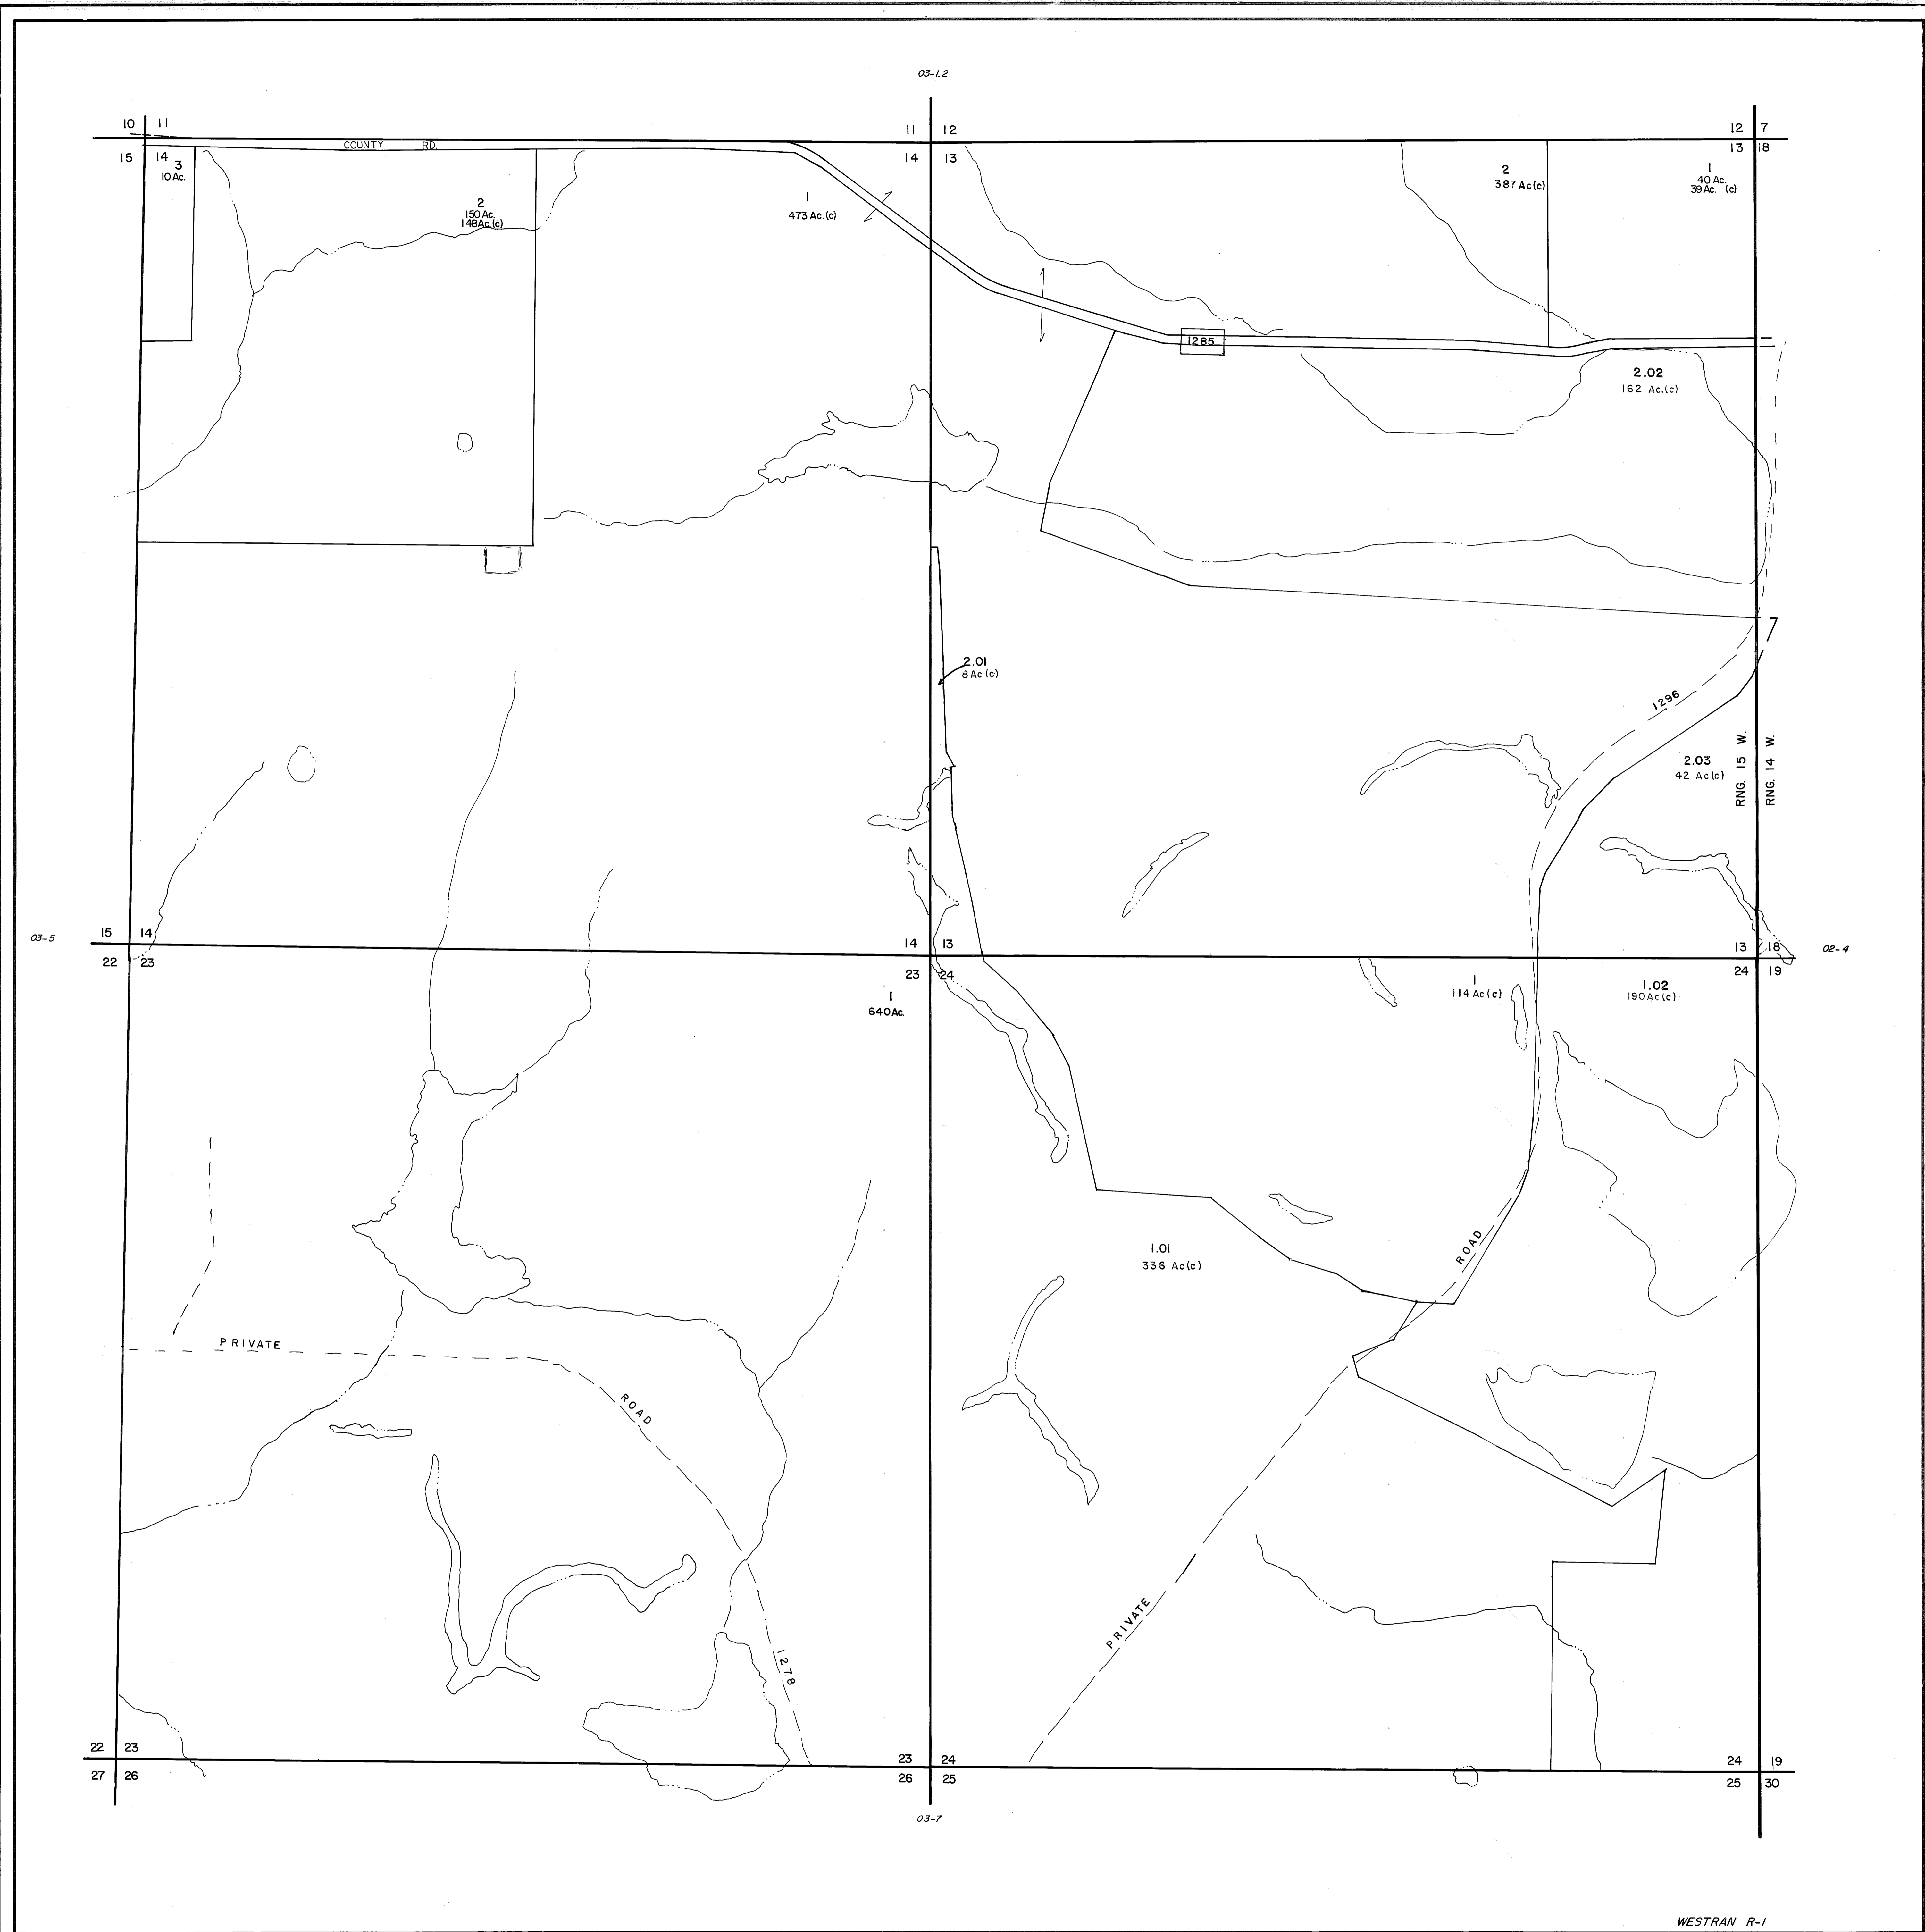 03-1.2
10 11
11 12
12 7
15 14
14 13
13 18
COUNTY RD.
3
10 Ac.
2
150 Ac.
148 Ac.(c)
1
473 Ac.(c)
2
387 Ac(c)
1
40 Ac.
39 Ac. (c)
1285
2.02
162 Ac.(c)
2.01
8 Ac (c)
1296
2.03
42 Ac(c)
RNG. 15 W.
RNG. 14 W.
03-5
15 14
14 13
13 18
02-4
22 23
23 24
24 19
1
640 Ac.
1
114 Ac(c)
1.02
190 Ac(c)
1.01
336 Ac(c)
ROAD
PRIVATE
ROAD
PRIVATE
1278
22 23
23 24
24 19
27 26
26 25
25 30
03-7
WESTRAN R-1